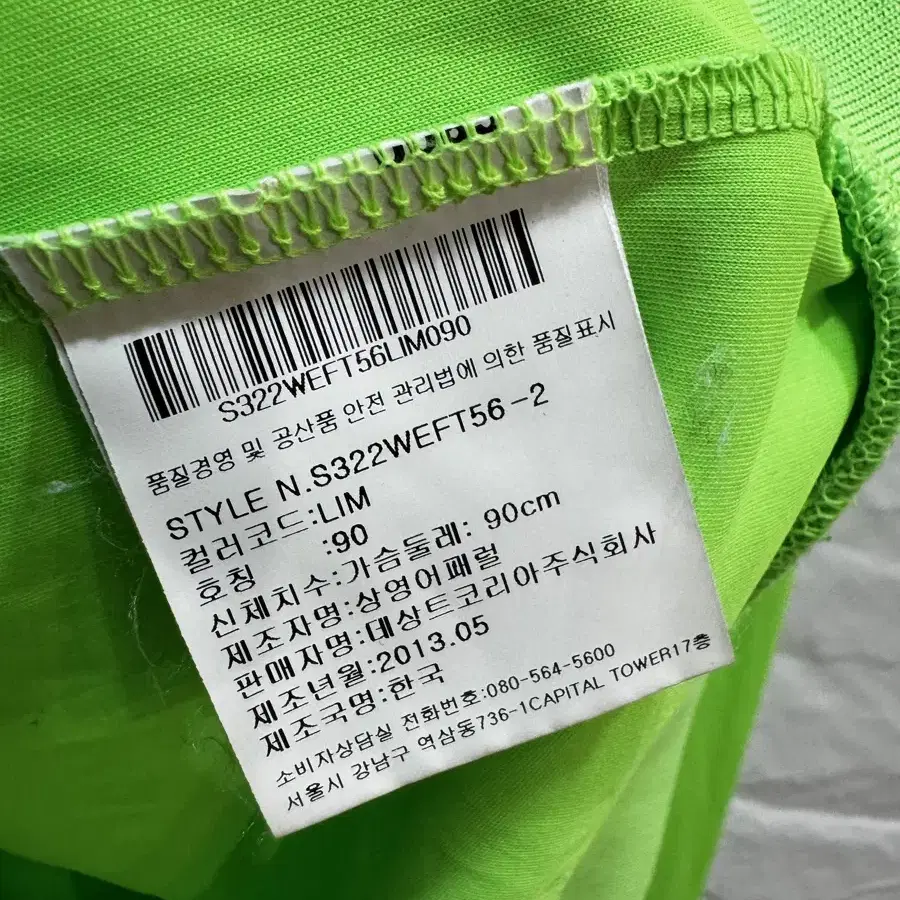 S322WEFT56LIM090
품질경영 및 공산품 안전 관리법에 의한 품질표시
STYLE N.S322WEFT56-2
컬러코드:LIM
호칭 :90
신체치수:가슴둘레: 90cm
제조자명:상영어패럴
판매자명:데상트코리아주식회사
제조년월:2013.05
제조국명:한국
소비자상담실 전화번호:080-564-5600
서울시 강남구 역삼동736-1CAPITAL TOWER17층